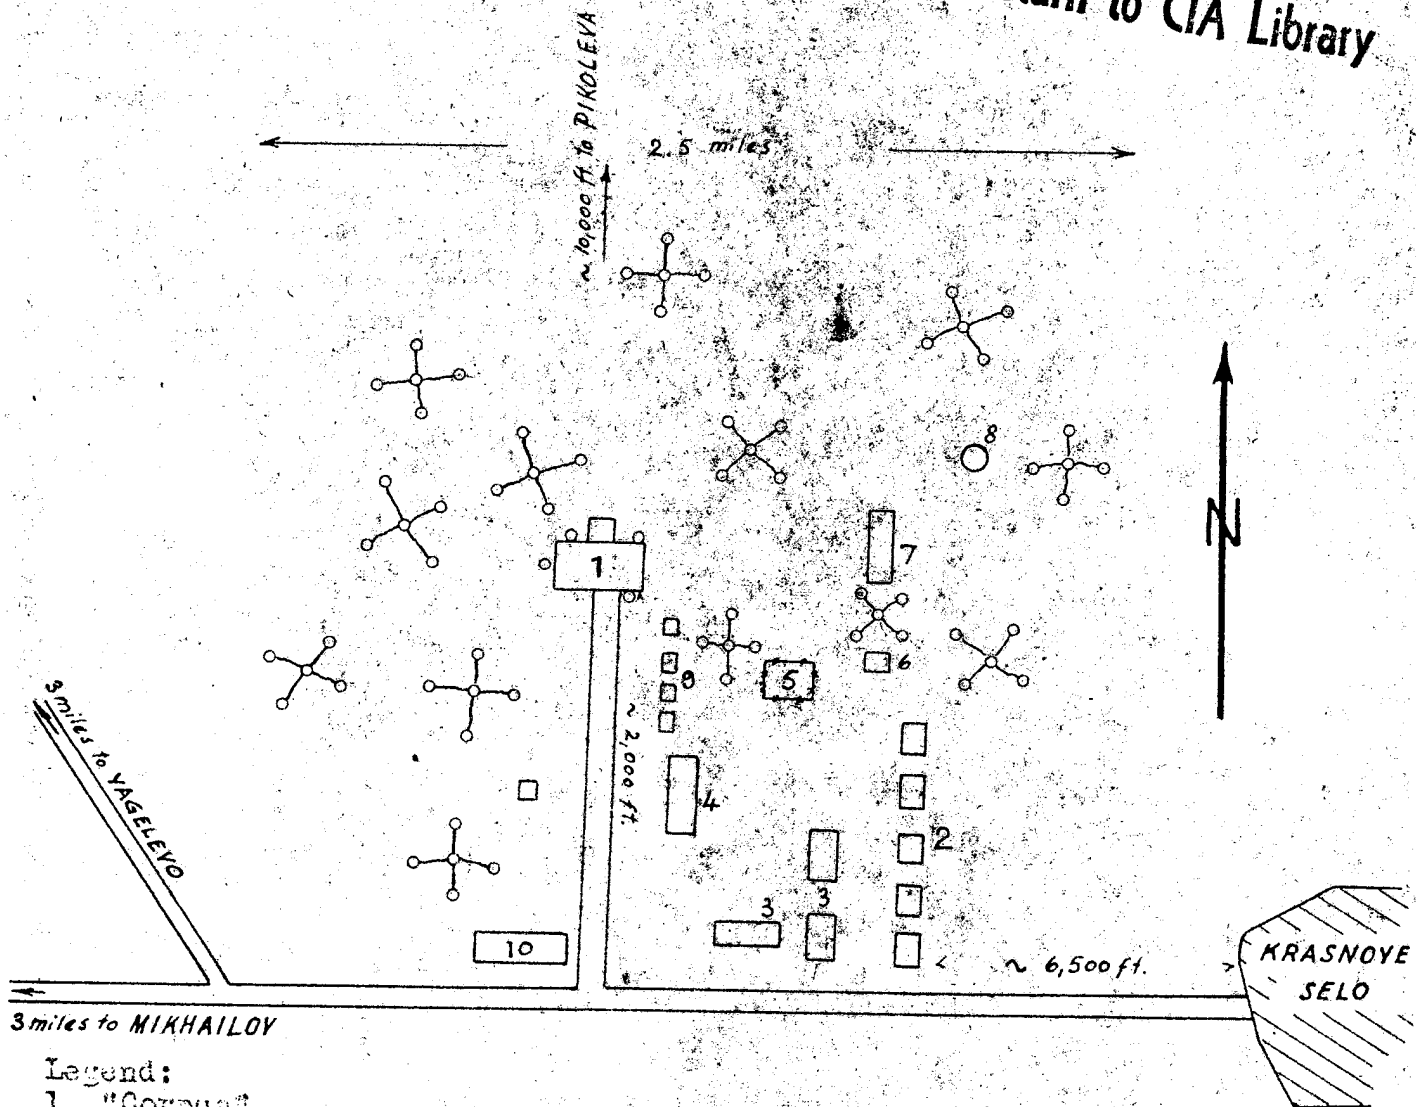 to CIA Library
~ 10,000 ft. to PIKOLEVA
2.5 miles
8
1
7
6
5
9
~ 2,000 ft.
4
2
3
3
10
3 miles to YAGELEVO
~ 6,500 ft.
KRASNOYE
SELO
3 miles to MIKHAILOV
N
Legend:
1. "Corpus"